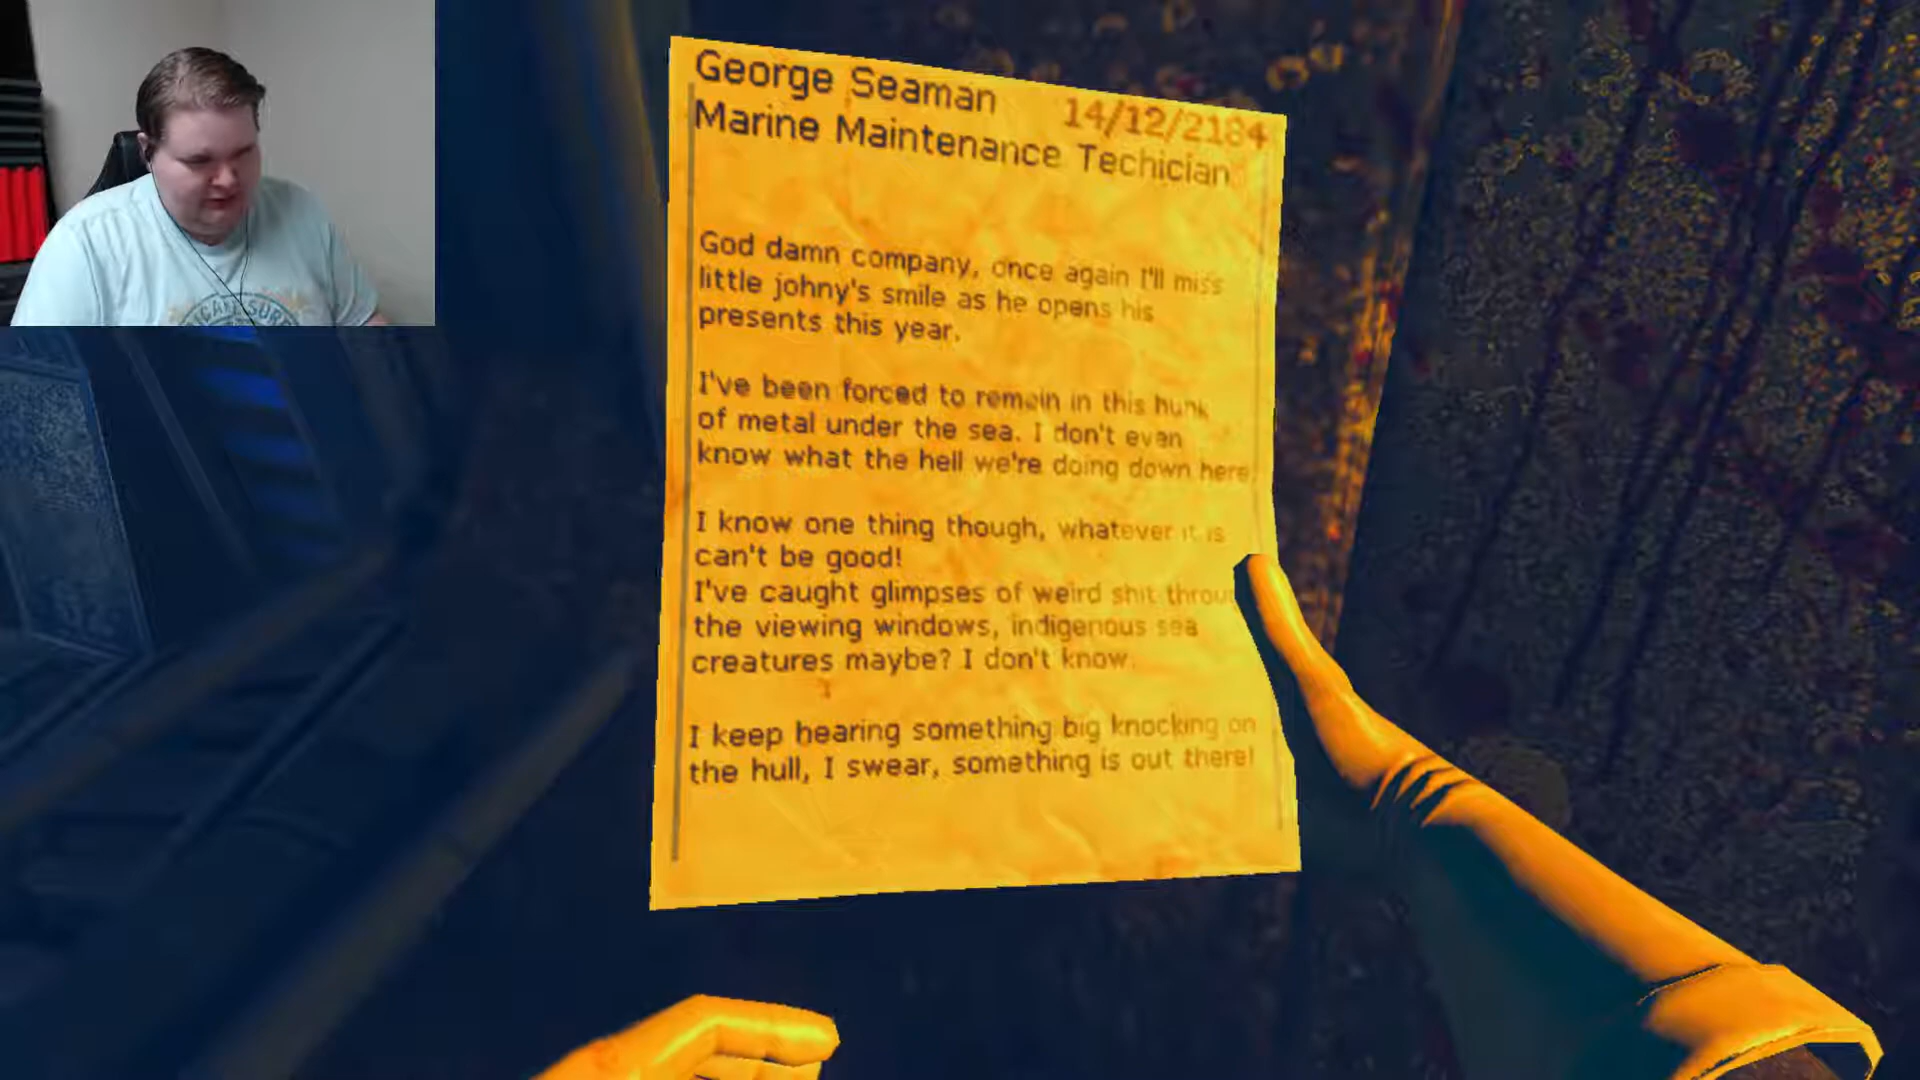 George Seaman 14/12/2184
Marine Maintenance Techician
God damn company, once again I'll miss
little johny's smile as he opens his
presents this year.
I've been forced to remain in this hunk
of metal under the sea. I don't even
know what the hell we're doing down here
I know one thing though, whatever it is
can't be good!
I've caught glimpses of weird shit throu
the viewing windows, indigenous sea
creatures maybe? I don't know.
I keep hearing something big knocking on
the hull, I swear, something is out there!